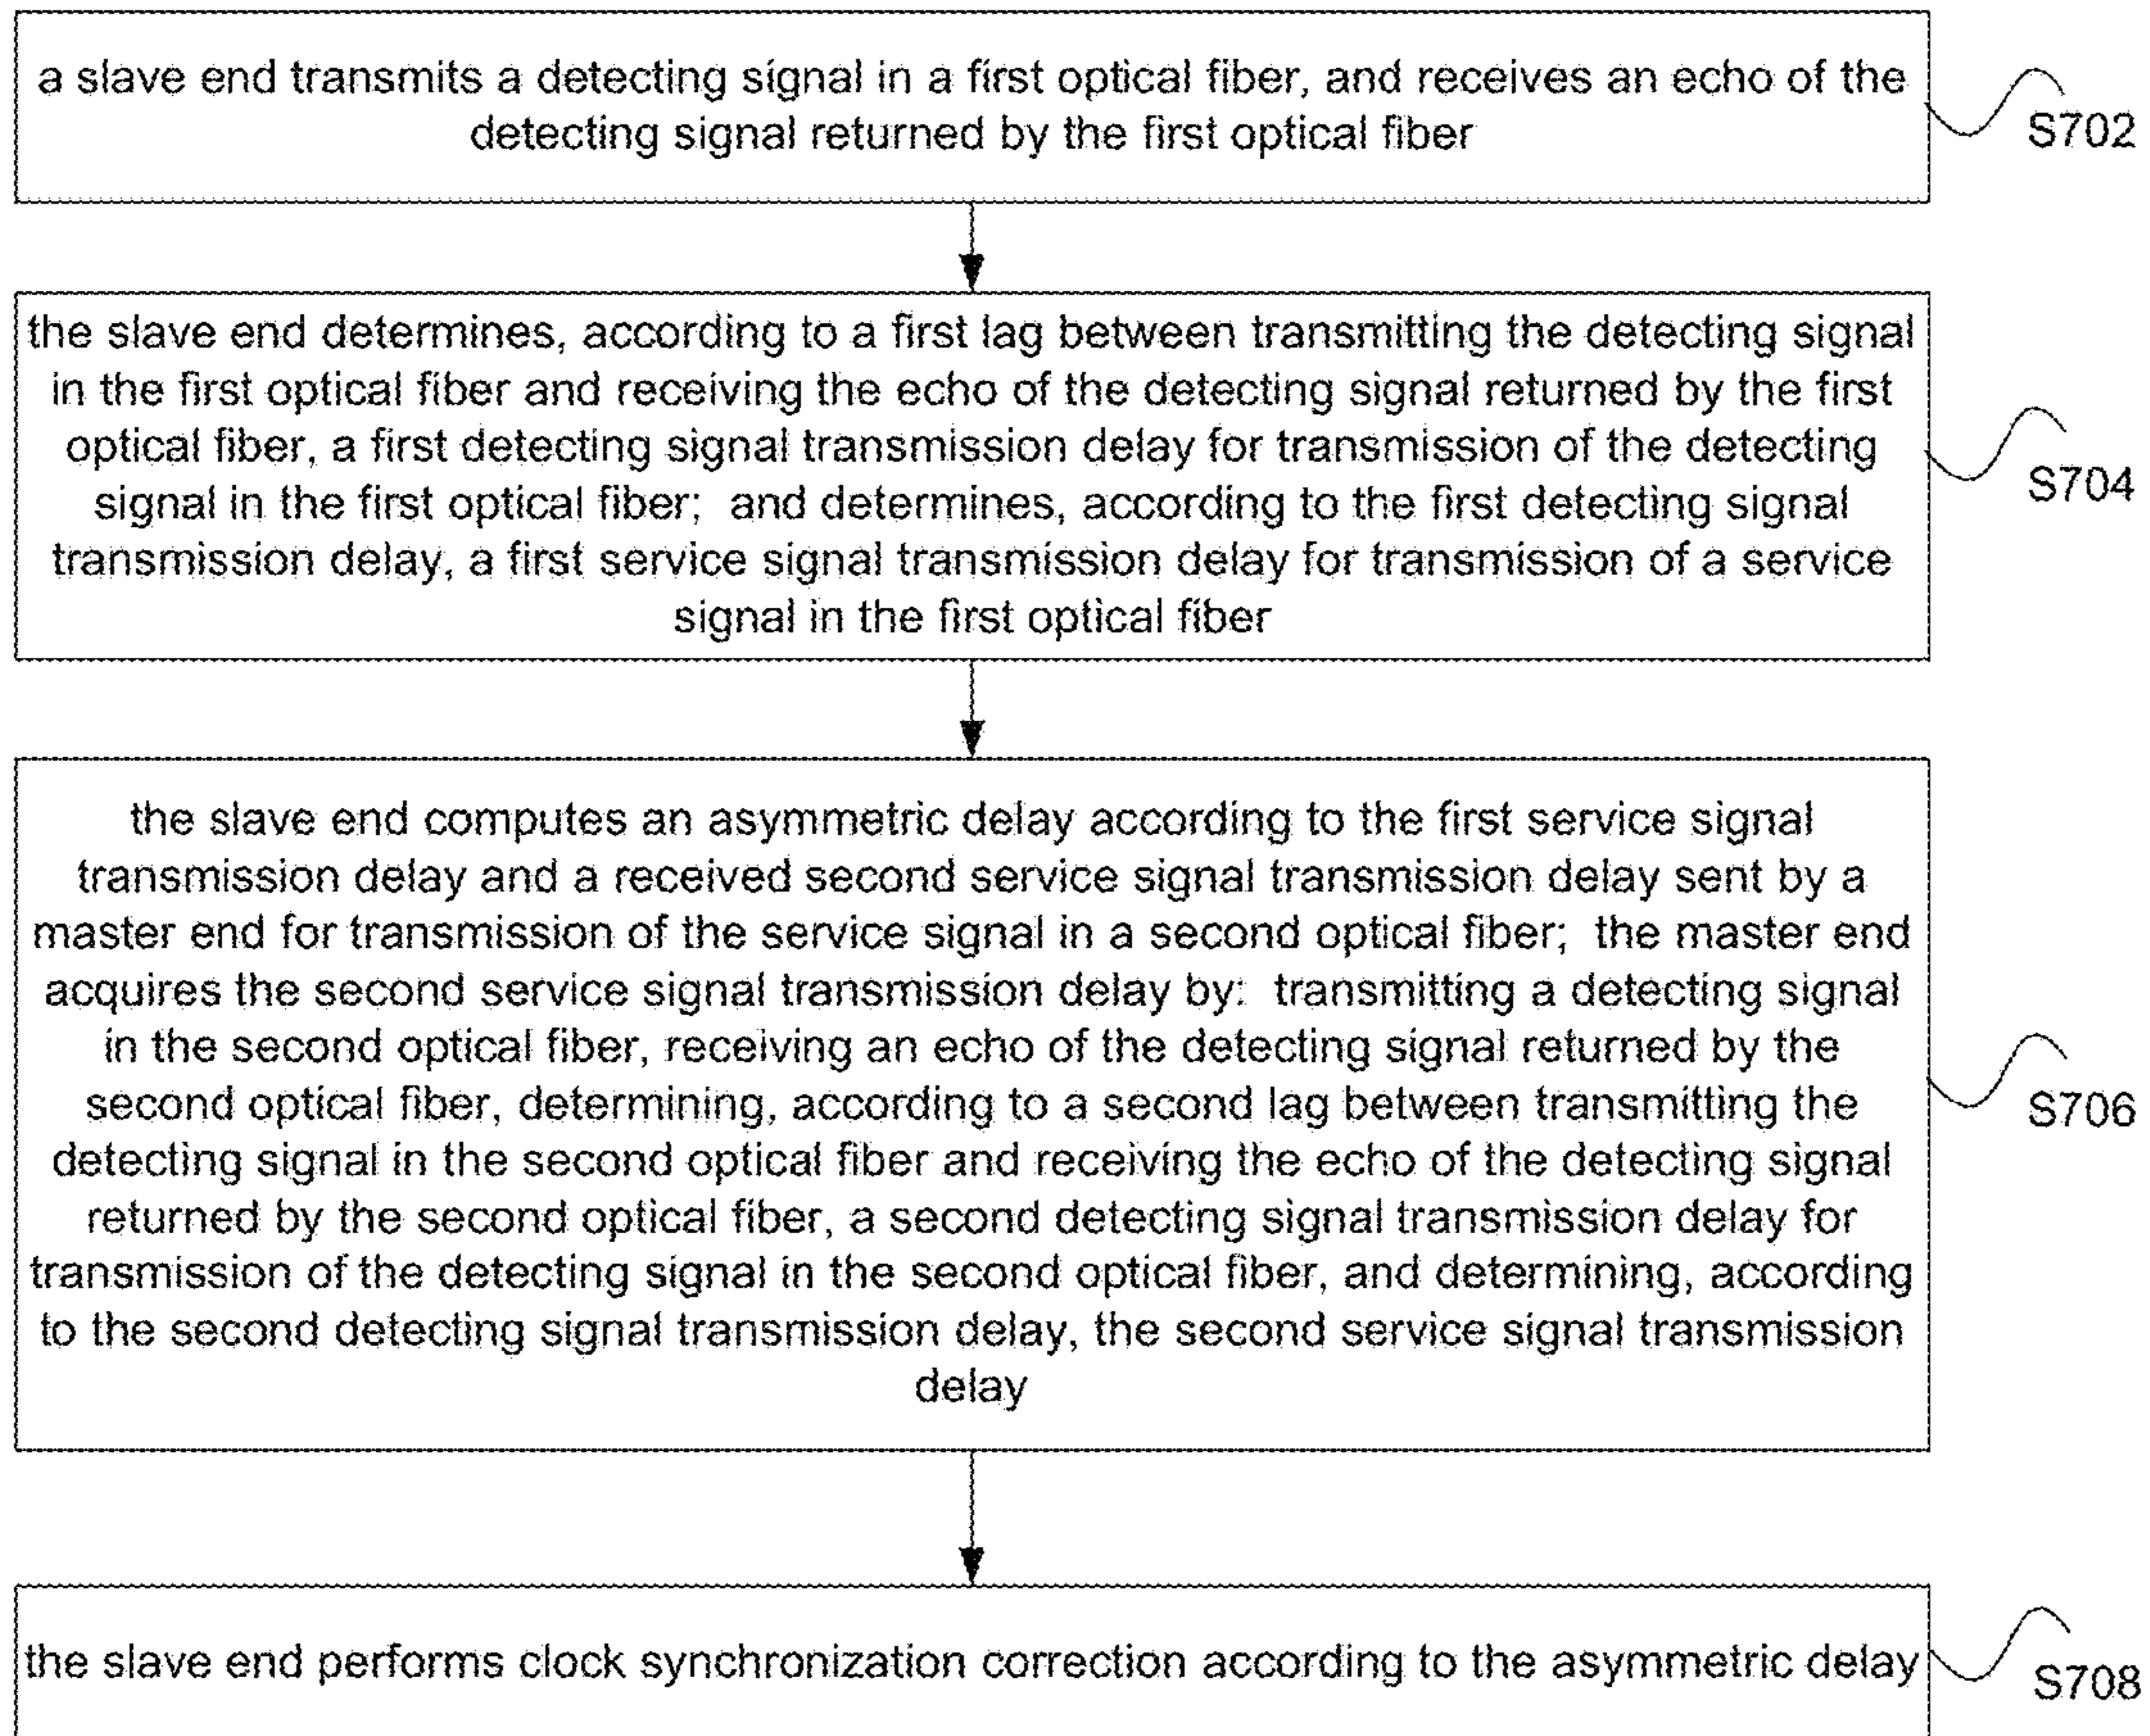 a slave end transmits a detecting signal in a first optical fiber, and receives an echo of the
detecting signal returned by the first optical fiber
S702
the slave end determines, according to a first lag between transmitting the detecting signal
in the first optical fiber and receiving the echo of the detecting signal returned by the first
optical fiber, a first detecting signal transmission delay for transmission of the detecting
signal in the first optical fiber; and determines, according to the first detecting signal
transmission delay, a first service signal transmission delay for transmission of a service
signal in the first optical fiber
S704
the slave end computes an asymmetric delay according to the first service signal
transmission delay and a received second service signal transmission delay sent by a
master end for transmission of the service signal in a second optical fiber; the master end
acquires the second service signal transmission delay by: transmitting a detecting signal
in the second optical fiber, receiving an echo of the detecting signal returned by the
second optical fiber, determining, according to a second lag between transmitting the
detecting signal in the second optical fiber and receiving the echo of the detecting signal
returned by the second optical fiber, a second detecting signal transmission delay for
transmission of the detecting signal in the second optical fiber, and determining, according
to the second detecting signal transmission delay, the second service signal transmission
delay
S706
the slave end performs clock synchronization correction according to the asymmetric delay
S708